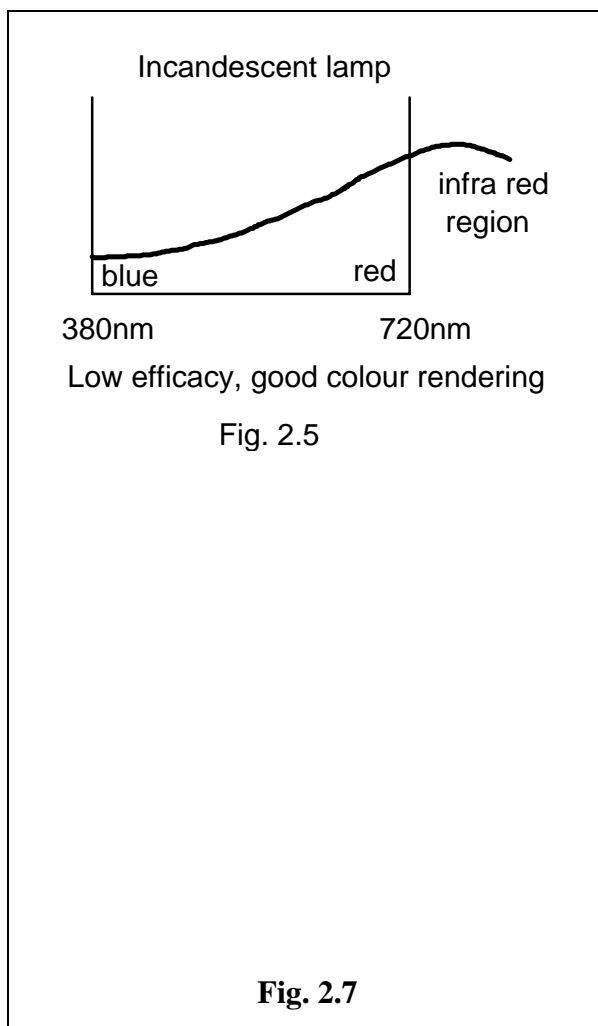 Incandescent lamp
infra red
region
blue
red
380nm
720nm
Low efficacy, good colour rendering
Fig. 2.5
Fig. 2.7